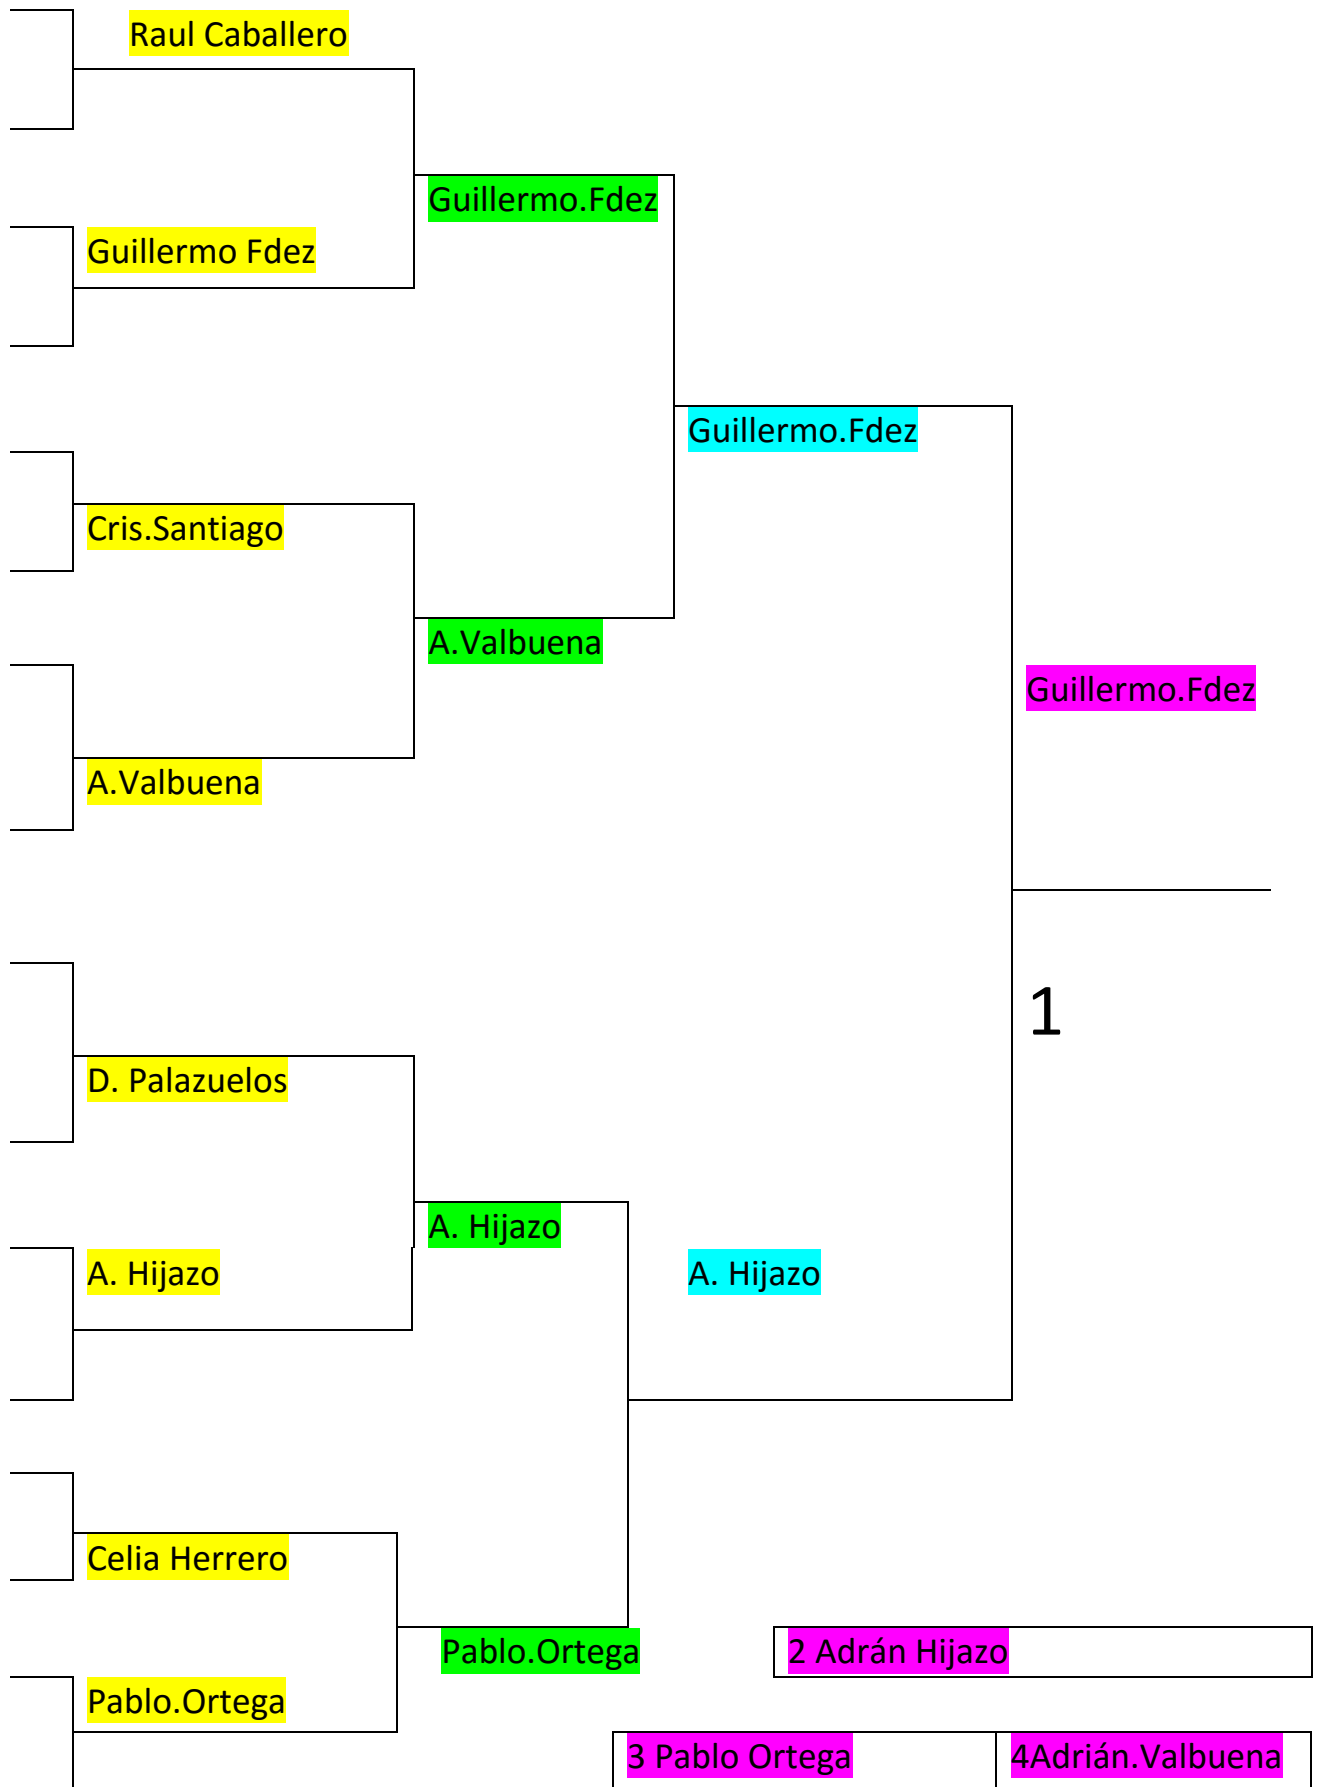 Raul Caballero
Guillermo.Fdez
Guillermo Fdez
Guillermo.Fdez
Cris.Santiago
A.Valbuena
Guillermo.Fdez
A.Valbuena
1
D. Palazuelos
A. Hijazo
A. Hijazo
A. Hijazo
Celia Herrero
Pablo.Ortega
2 Adrán Hijazo
Pablo.Ortega
3 Pablo Ortega
4Adrián.Valbuena